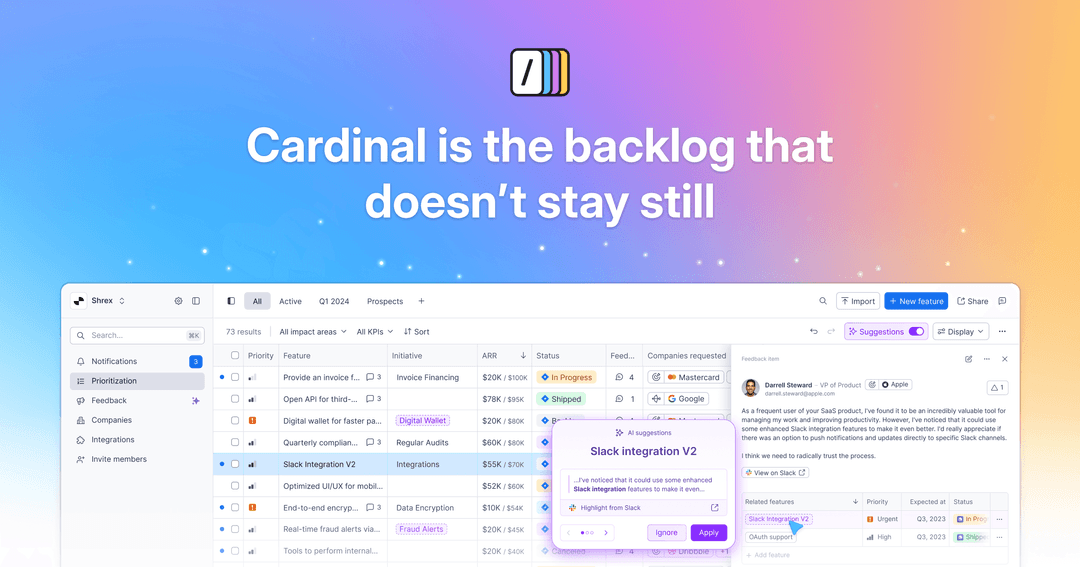 /
Cardinal is the backlog that
doesn't stay still
Shrex
Search...
⌘K
Notifications
3
Prioritization
Feedback
Companies
Integrations
Invite members
All
Active
Q1 2024
Prospects
+
Import
+ New feature
Share
73 results
All impact areas
All KPIs
Sort
Suggestions
Display
...
Priority
Feature
Initiative
ARR
Status
Feed...
Companies requested
Provide an invoice f...
3
Invoice Financing
$20K / $100K
In Progress
4
Mastercard
Open API for third-...
$78K / $95K
Shipped
1
Google
Digital wallet for faster pa...
Digital Wallet
$20K / $80K
Quarterly complian...
3
Regular Audits
$60K / $80K
Slack Integration V2
Integrations
$55K / $70K
Optimized UI/UX for mobil...
$52K / $60K
End-to-end encryp...
3
Data Encryption
$10K / $54K
Real-time fraud alerts via...
Fraud Alerts
$20K / $45K
Tools to perform internal...
$20K / $40K
Canceled
4
Dribbble
+1
AI suggestions
Slack integration V2
...I've noticed that it could use some enhanced
Slack integration features to make it even...
Highlight from Slack
Ignore
Apply
Feedback item
Darrell Steward · VP of Product
Apple
darrell.steward@apple.com
1
As a frequent user of your SaaS product, I've found it to be an incredibly valuable tool for
managing my work and improving productivity. However, I've noticed that it could use
some enhanced Slack integration features to make it even better. I'd really appreciate if
there was an option to push notifications and updates directly to specific Slack channels.
I think we need to radically trust the process.
View on Slack
Related features
Priority
Expected at
Status
Slack Integration V2
Urgent
Q3, 2023
In Prog
...
OAuth support
High
Q3, 2023
Shippe
...
+ Add feature